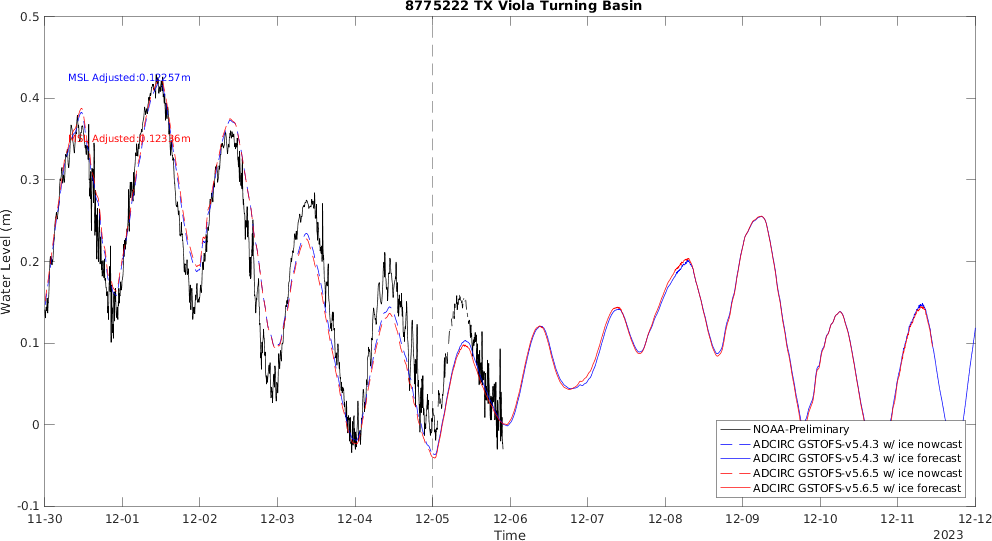 8775222 TX Viola Turning Basin
0.5
0.4
0.3
0.2
0.1
0
-0.1
Water Level (m)
MSL Adjusted:0.12257m
MSL Adjusted:0.12336m
NOAA-Preliminary
ADCIRC GSTOFS-v5.4.3 w/ ice nowcast
ADCIRC GSTOFS-v5.4.3 w/ ice forecast
ADCIRC GSTOFS-v5.6.5 w/ ice nowcast
ADCIRC GSTOFS-v5.6.5 w/ ice forecast
11-30 12-01 12-02 12-03 12-04 12-05 12-06 12-07 12-08 12-09 12-10 12-11 12-12
Time
2023